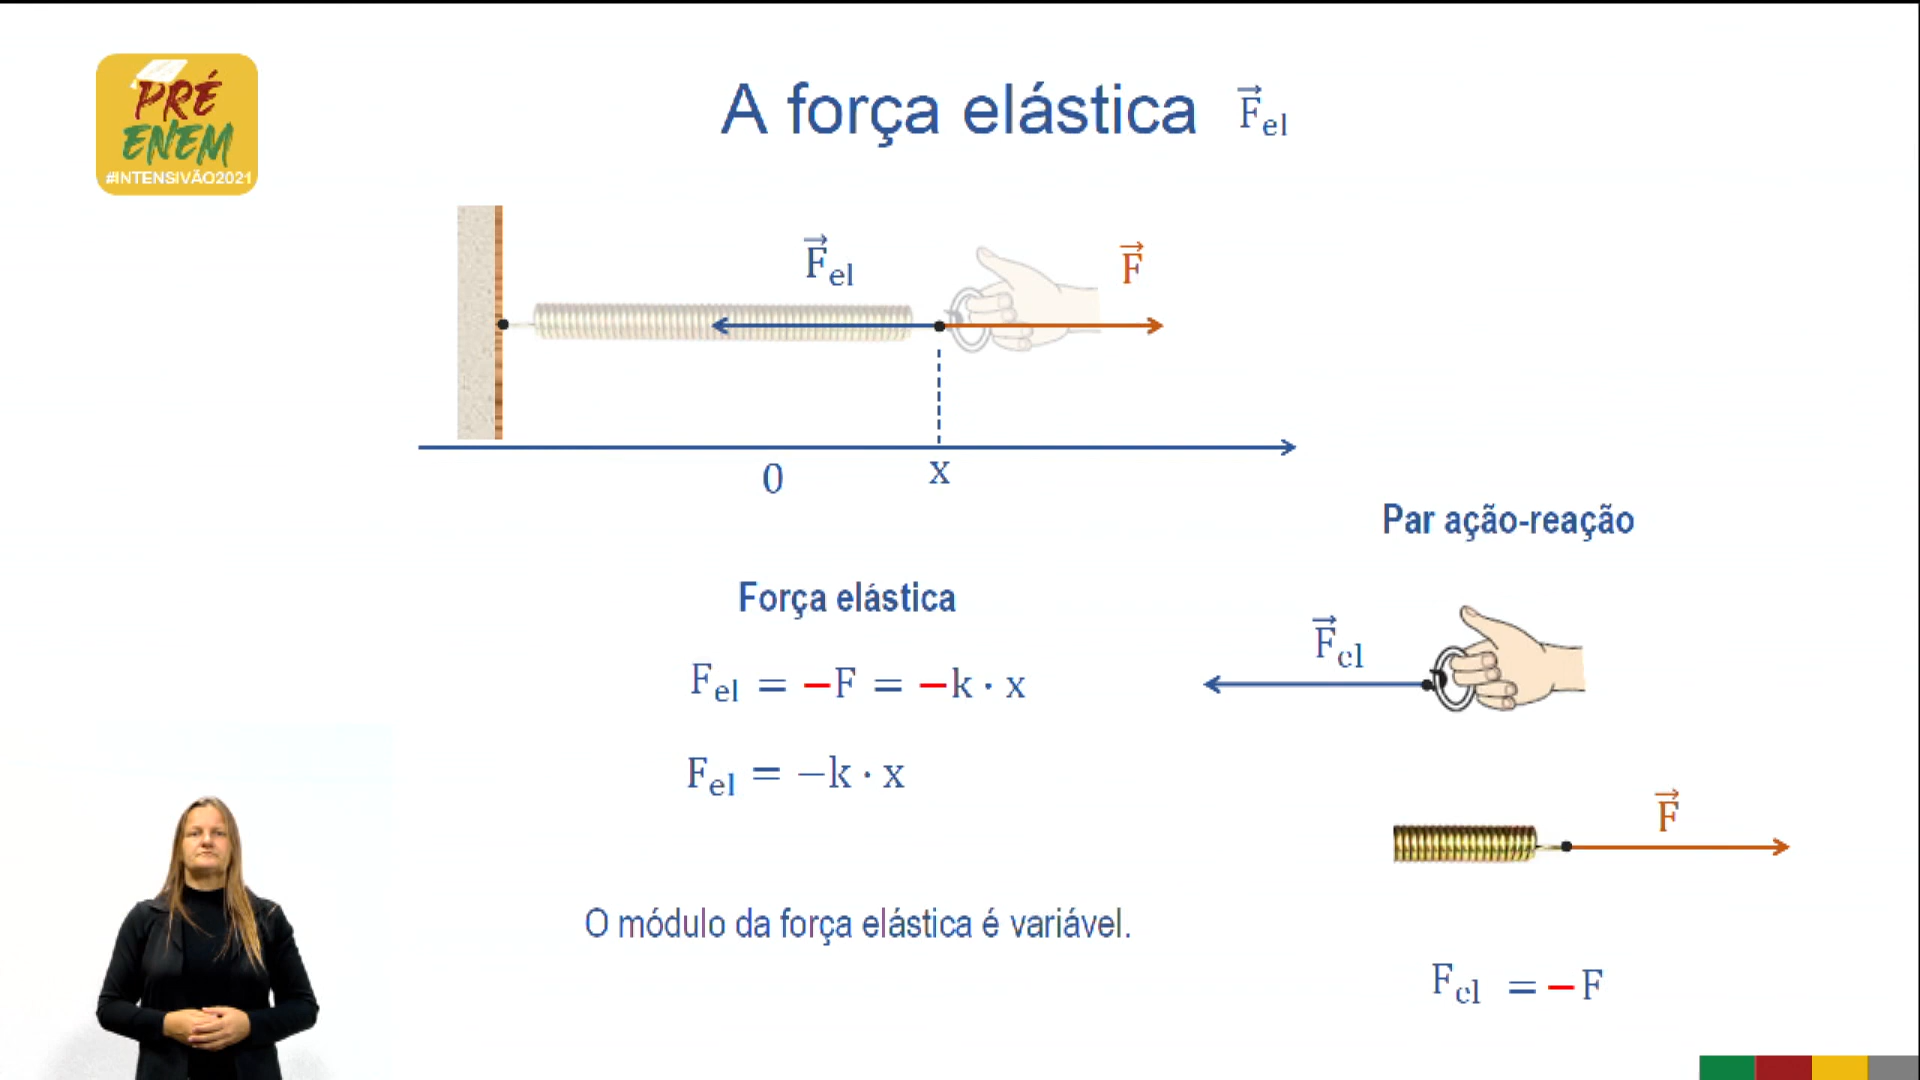 PRÉ
ENEM
#INTENSIVÃO2021
A força elástica F⃗el
F⃗el
F⃗
0
x
Par ação-reação
Força elástica
F⃗el
Fel = −F = −k · x
Fel = −k · x
F⃗
O módulo da força elástica é variável.
Fel = −F